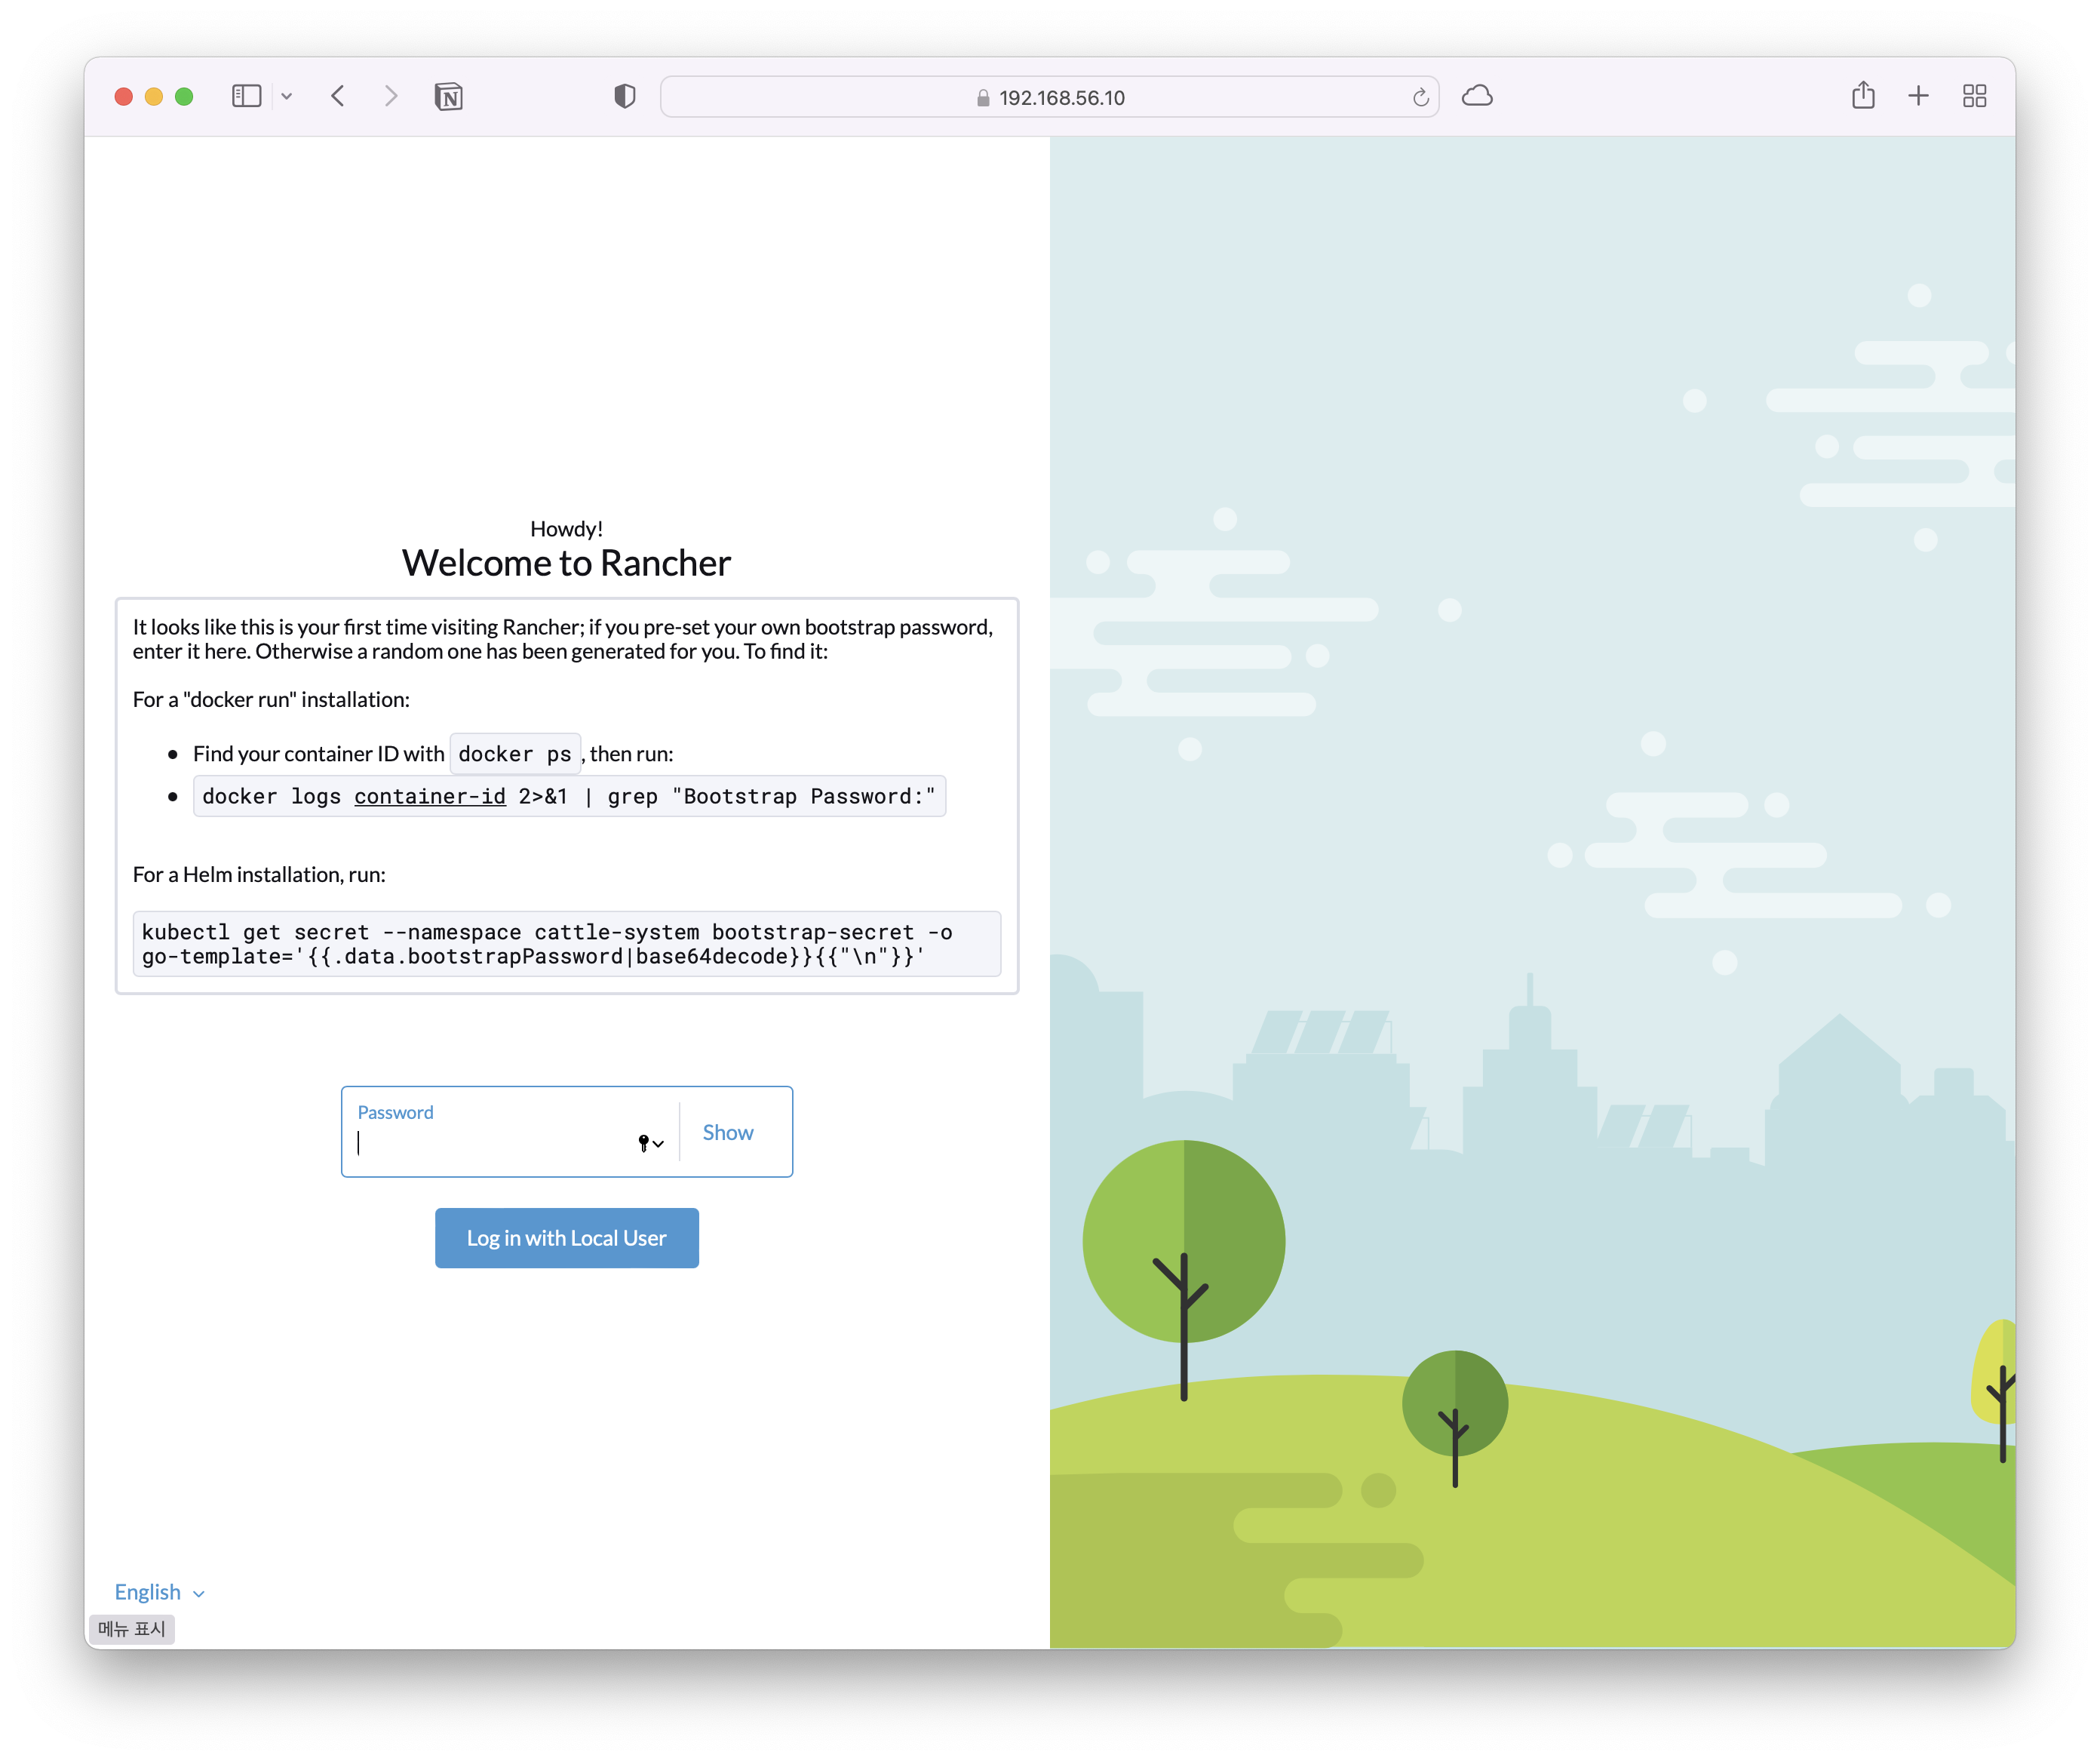 192.168.56.10
Howdy!
Welcome to Rancher
It looks like this is your first time visiting Rancher; if you pre-set your own bootstrap password,
enter it here. Otherwise a random one has been generated for you. To find it:
For a "docker run" installation:
Find your container ID with docker ps, then run:
docker logs container-id 2>&1 | grep "Bootstrap Password:"
For a Helm installation, run:
kubectl get secret --namespace cattle-system bootstrap-secret -o
go-template='{{.data.bootstrapPassword|base64decode}}{{"\n"}}'
Password
Show
Log in with Local User
English
메뉴 표시